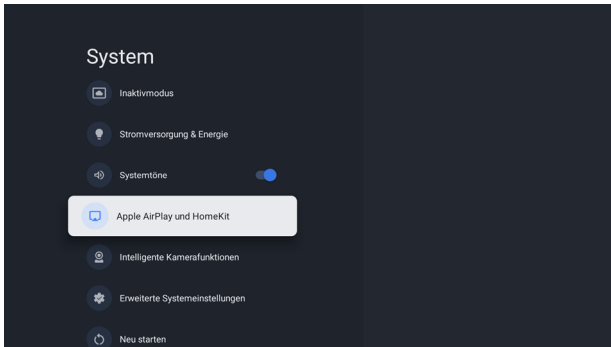 System
Inaktivmodus
Stromversorgung & Energie
Systemtöne
Apple AirPlay und HomeKit
Intelligente Kamerafunktionen
Erweiterte Systemeinstellungen
Neu starten